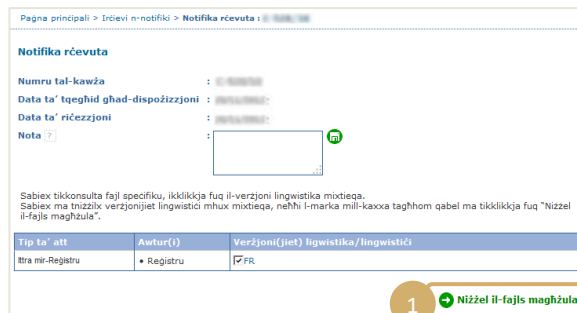 Paġna prinċipali > Irċievi n-notifiki > Notifika rċevuta :
Notifika rċevuta
Numru tal-kawża :
Data ta' tqegħid għad-dispożizzjoni :
Data ta' riċezzjoni :
Nota ? :
Sabiex tikkonsulta fajl speċifiku, ikklikkja fuq il-verżjoni lingwistika mixtieqa.
Sabiex ma tniżżilx verżjonijiet lingwistiċi mhux mixtieqa, neħħi l-marka mill-kaxxa tagħhom qabel ma tikklikkja fuq "Niżżel
il-fajls magħżula".
Tip ta' att Awtur(i) Verżjoni(jiet) ligwistika/lingwistiċi
Ittra mir-Reġistru • Reġistru FR
1 Niżżel il-fajls magħżula